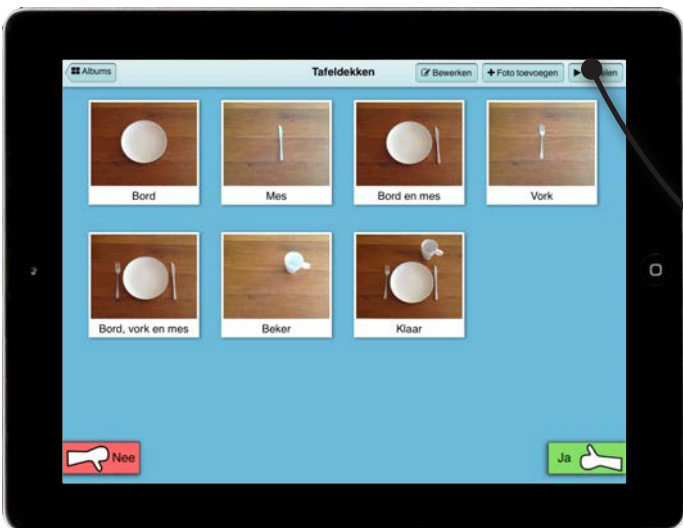 Albums
Tafeldekken
Bewerken
+ Foto toevoegen
Bord
Mes
Bord en mes
Vork
Bord, vork en mes
Beker
Klaar
Nee
Ja